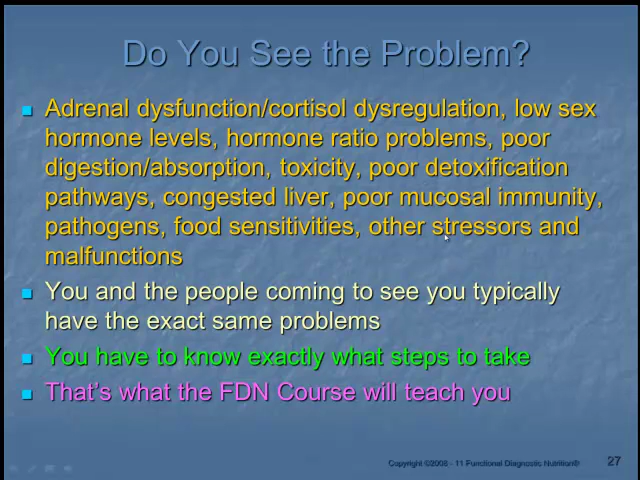 Do You See the Problem?
Adrenal dysfunction/cortisol dysregulation, low sex
hormone levels, hormone ratio problems, poor
digestion/absorption, toxicity, poor detoxification
pathways, congested liver, poor mucosal immunity,
pathogens, food sensitivities, other stressors and
malfunctions
You and the people coming to see you typically
have the exact same problems
You have to know exactly what steps to take
That's what the FDN Course will teach you
Copyright ©2008 - 11 Functional Diagnostic Nutrition®
27